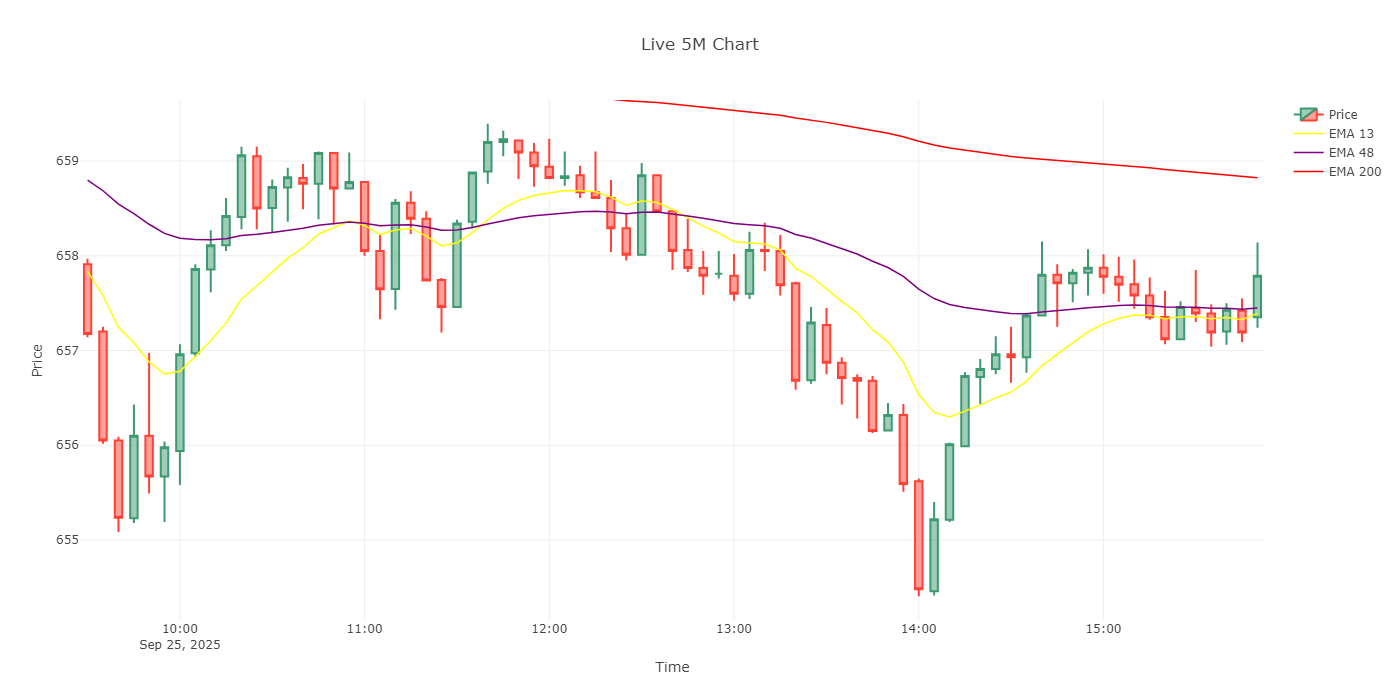 Live 5M Chart
Price
EMA 13
EMA 48
EMA 200
659
658
657
656
655
Price
10:00
Sep 25, 2025
11:00
12:00
13:00
14:00
15:00
Time